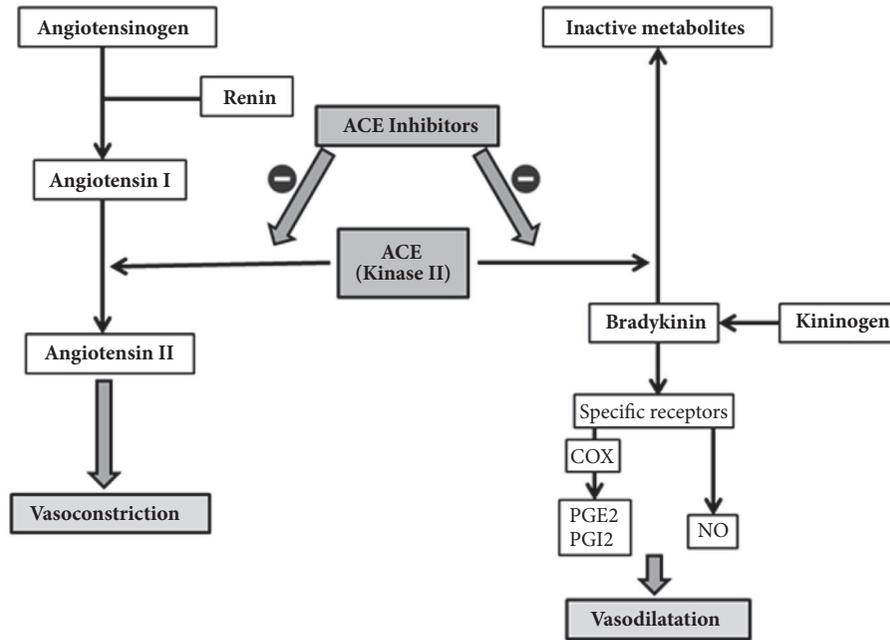 Angiotensinogen
Inactive metabolites
Renin
ACE Inhibitors
Angiotensin I
ACE
(Kinase II)
Bradykinin
Kininogen
Angiotensin II
Specific receptors
COX
Vasoconstriction
PGE2
PGI2
NO
Vasodilatation